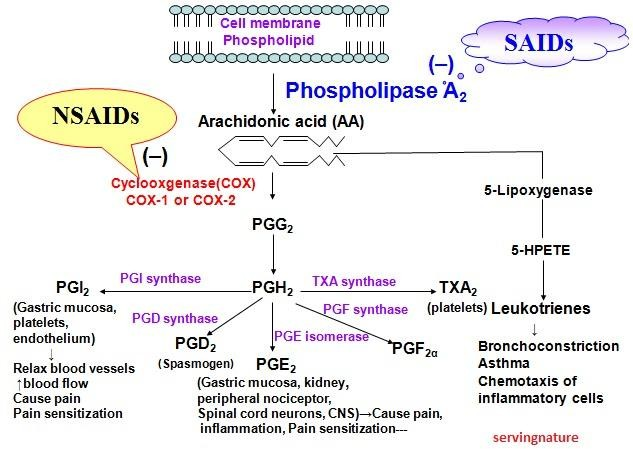 Cell membrane
Phospholipid
(–)
SAIDs
Phospholipase A2
NSAIDs
Arachidonic acid (AA)
(–)
Cyclooxgenase(COX)
COX-1 or COX-2
5-Lipoxygenase
PGG2
5-HPETE
PGI synthase
TXA synthase
PGI2
PGH2
TXA2
(Gastric mucosa,
platelets,
endothelium)
↓
Relax blood vessels
↑blood flow
Cause pain
Pain sensitization
PGD synthase
PGF synthase
(platelets)
Leukotrienes
PGD2
(Spasmogen)
PGE isomerase
PGF2α
PGE2
(Gastric mucosa, kidney,
peripheral nociceptor,
Spinal cord neurons, CNS)→Cause pain,
inflammation, Pain sensitization---
↓
Bronchoconstriction
Asthma
Chemotaxis of
inflammatory cells
servingnature